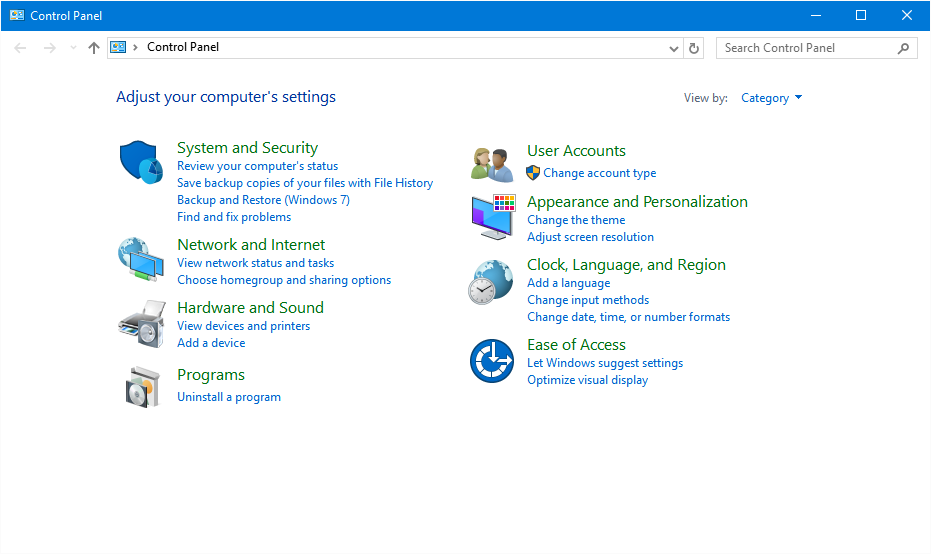 Control Panel
Control Panel
Search Control Panel
Adjust your computer's settings
View by: Category
System and Security
Review your computer's status
Save backup copies of your files with File History
Backup and Restore (Windows 7)
Find and fix problems
Network and Internet
View network status and tasks
Choose homegroup and sharing options
Hardware and Sound
View devices and printers
Add a device
Programs
Uninstall a program
User Accounts
Change account type
Appearance and Personalization
Change the theme
Adjust screen resolution
Clock, Language, and Region
Add a language
Change input methods
Change date, time, or number formats
Ease of Access
Let Windows suggest settings
Optimize visual display